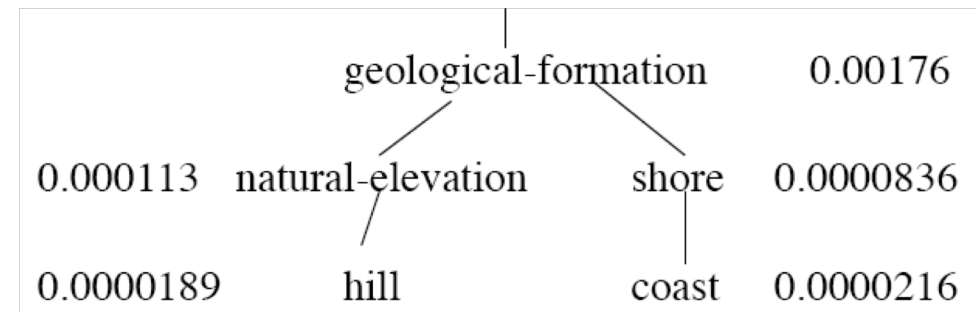 geological-formation 0.00176
0.000113 natural-elevation shore 0.0000836
0.0000189 hill coast 0.0000216